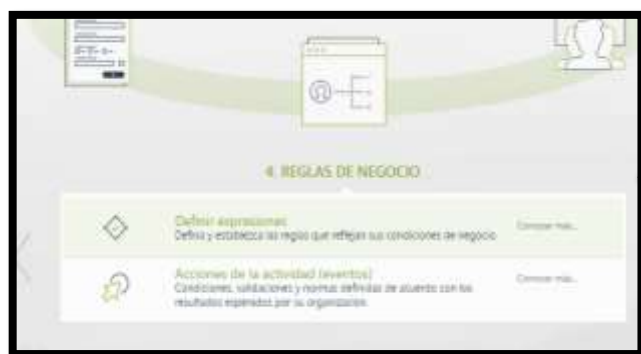 4. REGLAS DE NEGOCIO
Definir expresiones
Defina y establezca las reglas que reflejan sus condiciones de negocio
Conocer más...
Acciones de la actividad (eventos)
Condiciones, validaciones y normas definidas de acuerdo con los
resultados esperados por su organización.
Conocer más...